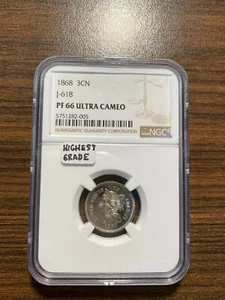 1868 3CN
J-618
PF 66 ULTRA CAMEO
5751282-005
NUMISMATIC GUARANTY CORPORATION
NGC
HIGHEST
GRADE